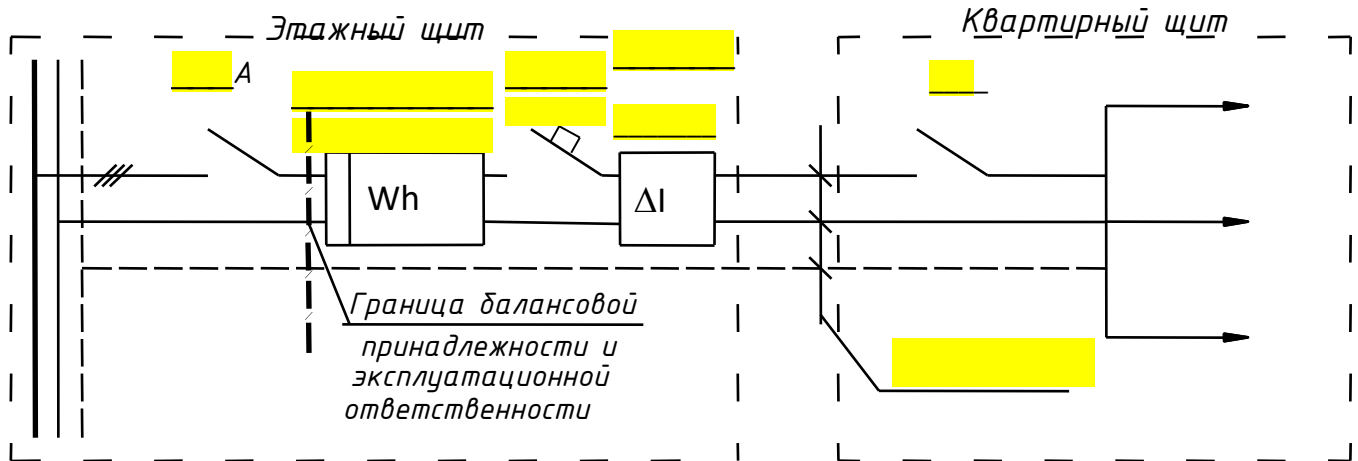 Этажный щит
Квартирный щит
А
Wh
ΔI
Граница балансовой
принадлежности и
эксплуатационной
ответственности